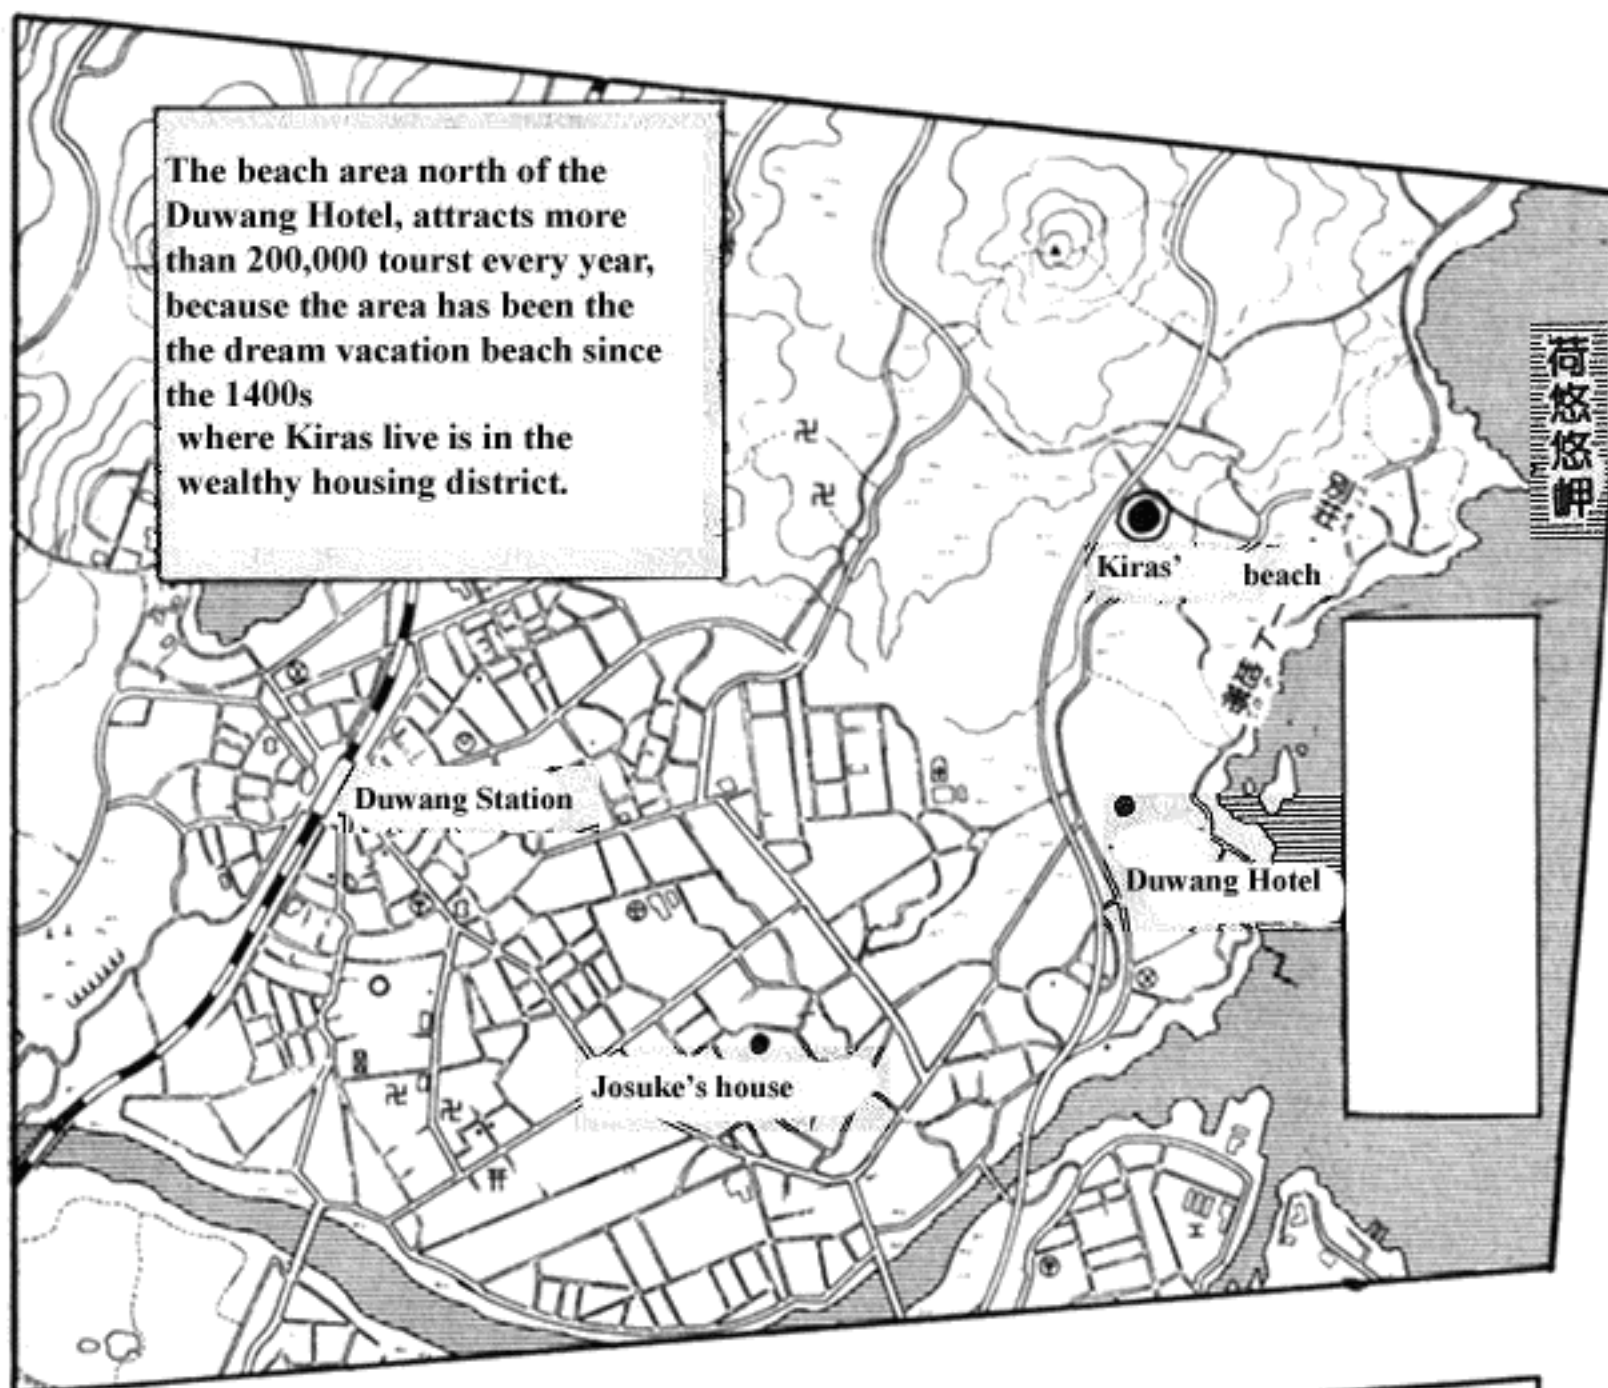 The beach area north of the
Duwang Hotel, attracts more
than 200,000 tourst every year,
because the area has been the
the dream vacation beach since
the 1400s
where Kiras live is in the
wealthy housing district.
荷悠悠岬
別荘
Kiras’ beach
Duwang Station
Duwang Hotel
Josuke’s house